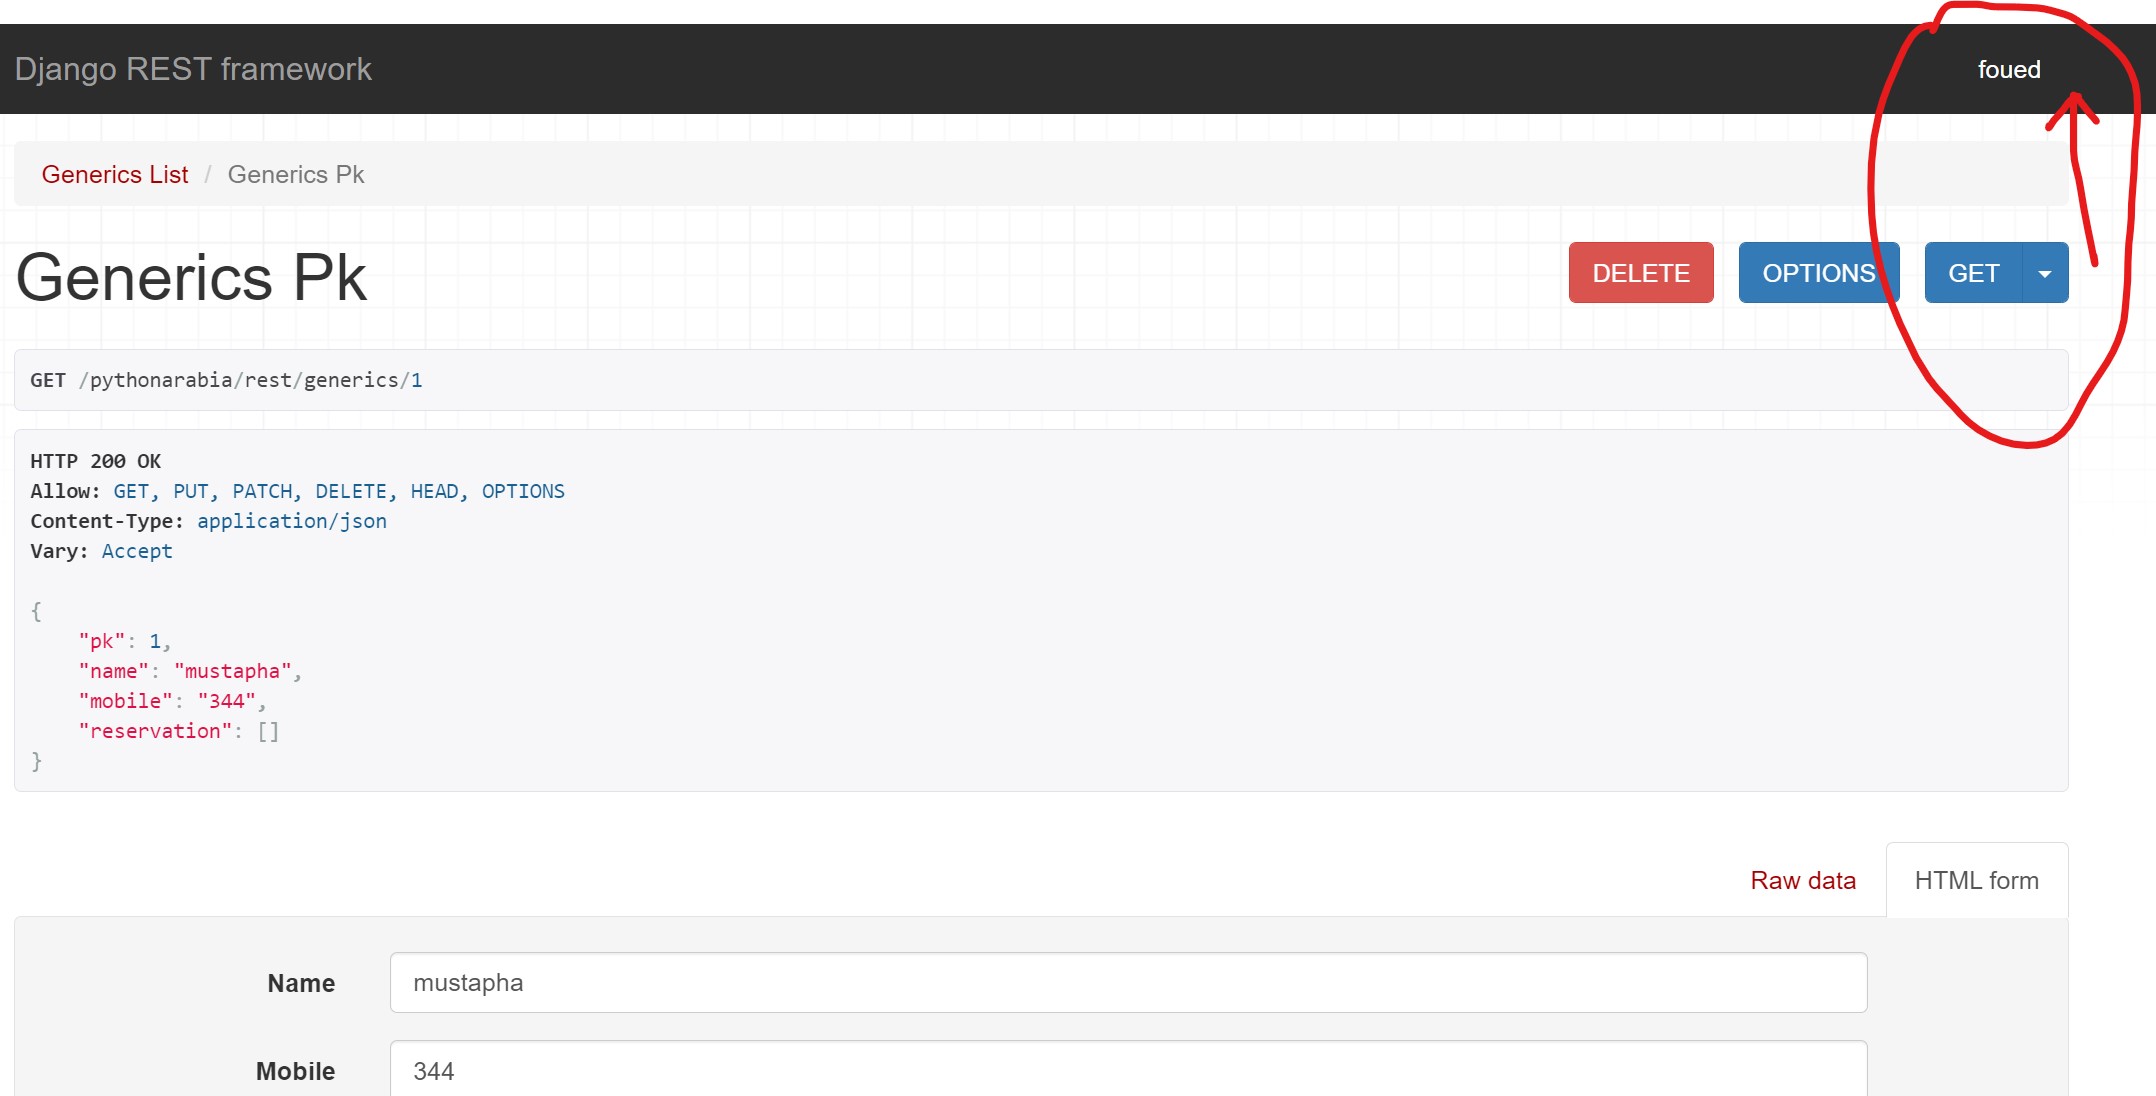 Django REST framework foued
Generics List / Generics Pk
Generics Pk DELETE OPTIONS GET
GET /pythonarabia/rest/generics/1
HTTP 200 OK
Allow: GET, PUT, PATCH, DELETE, HEAD, OPTIONS
Content-Type: application/json
Vary: Accept
{
    "pk": 1,
    "name": "mustapha",
    "mobile": "344",
    "reservation": []
}
Raw data HTML form
Name mustapha
Mobile 344